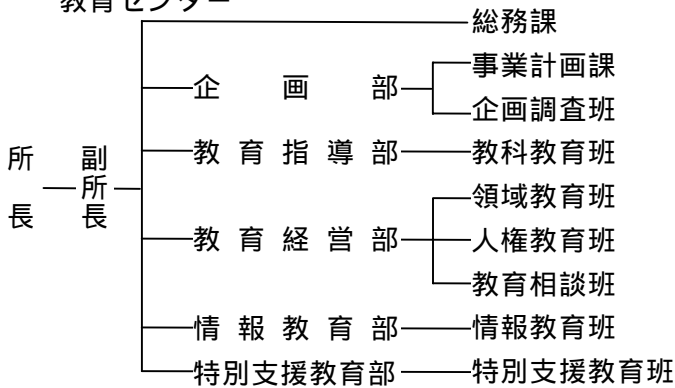 教育センター
総務課
企画部
事業計画課
企画調査班
教育指導部
教科教育班
所長
副所長
領域教育班
教育経営部
人権教育班
教育相談班
情報教育部
情報教育班
特別支援教育部
特別支援教育班